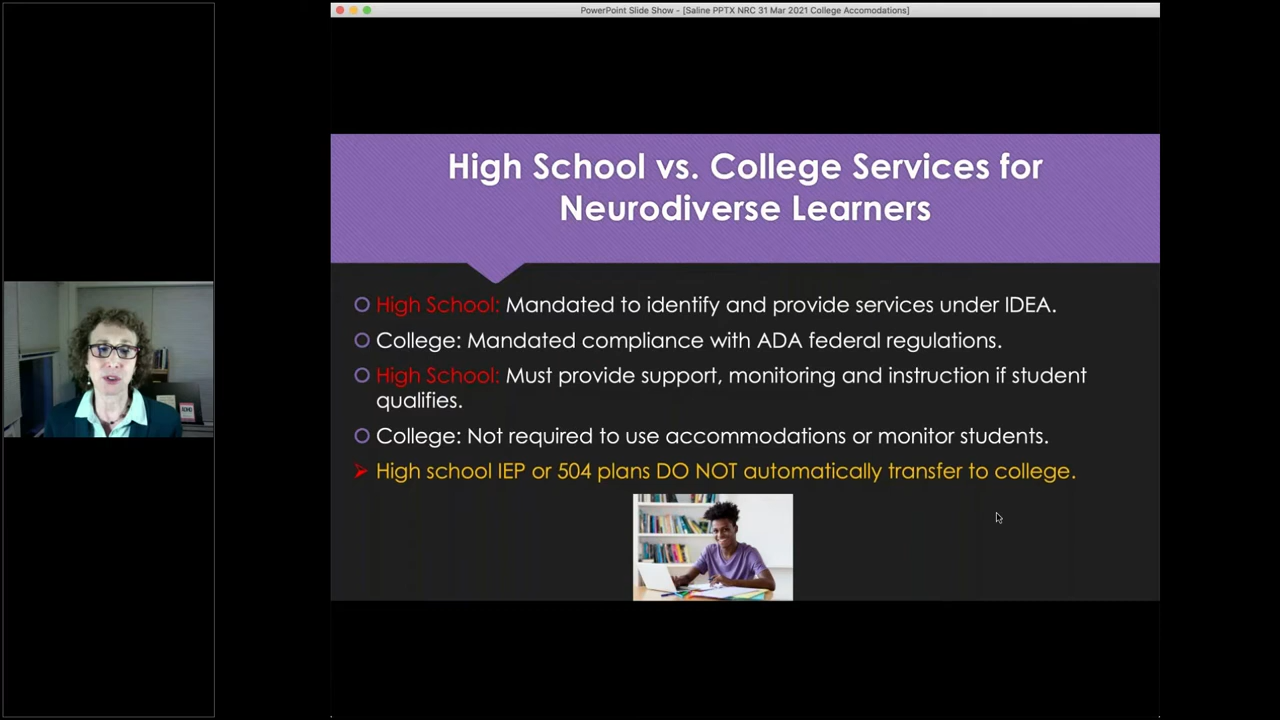 PowerPoint Slide Show - [Saline PPTX NRC 31 Mar 2021 College Accomodations]
High School vs. College Services for
Neurodiverse Learners
High School: Mandated to identify and provide services under IDEA.
College: Mandated compliance with ADA federal regulations.
High School: Must provide support, monitoring and instruction if student
qualifies.
College: Not required to use accommodations or monitor students.
High school IEP or 504 plans DO NOT automatically transfer to college.